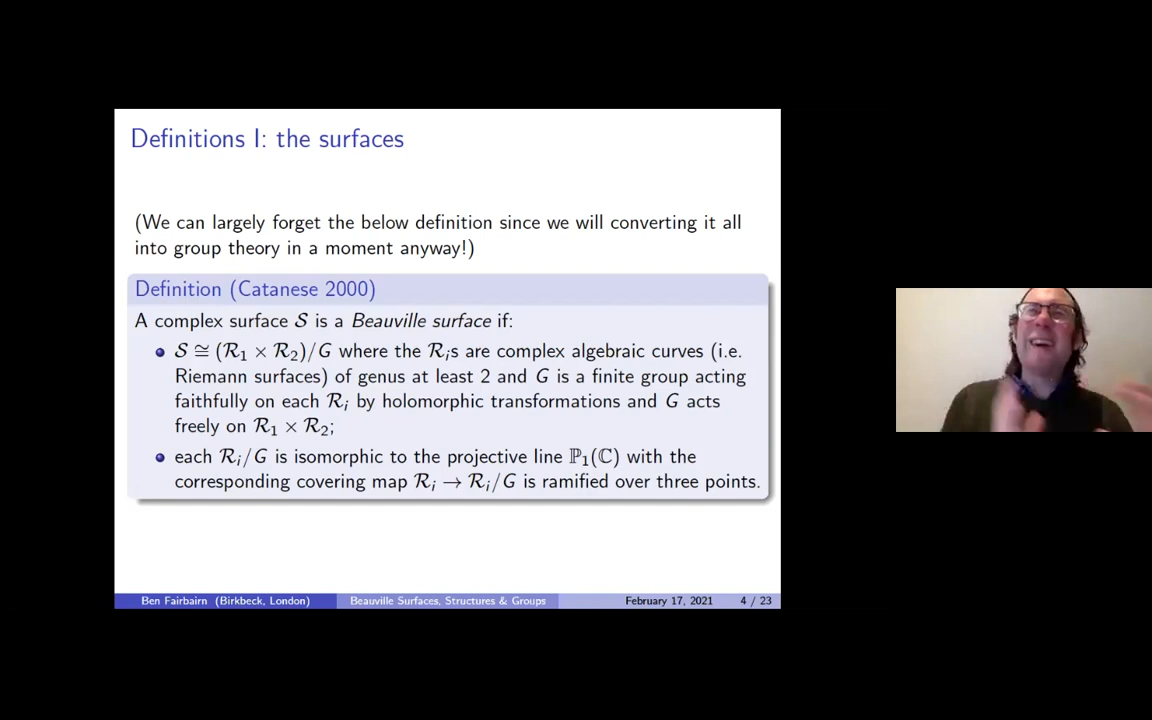 Definitions I: the surfaces
(We can largely forget the below definition since we will converting it all
into group theory in a moment anyway!)
Definition (Catanese 2000)
A complex surface 𝒮 is a Beauville surface if:
• 𝒮 ≅ (ℛ₁ × ℛ₂)/G where the ℛᵢs are complex algebraic curves (i.e.
Riemann surfaces) of genus at least 2 and G is a finite group acting
faithfully on each ℛᵢ by holomorphic transformations and G acts
freely on ℛ₁ × ℛ₂;
• each ℛᵢ/G is isomorphic to the projective line ℙ₁(ℂ) with the
corresponding covering map ℛᵢ → ℛᵢ/G is ramified over three points.
Ben Fairbairn (Birkbeck, London) Beauville Surfaces, Structures & Groups February 17, 2021 4 / 23